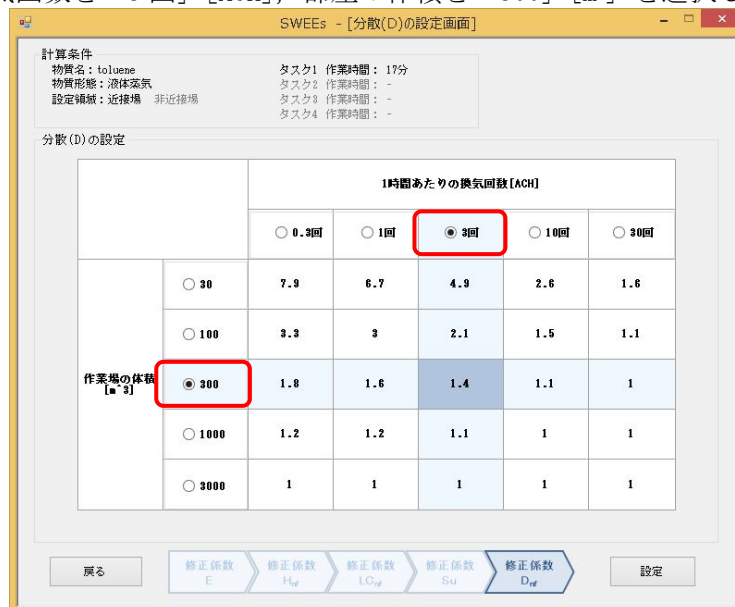 SWEEs - [分散(D)の設定画面]
計算条件
物質名：toluene タスク1 作業時間： 17分
物質形態：液体蒸気 タスク2 作業時間： -
設定領域：近接場 非近接場 タスク3 作業時間： -
タスク4 作業時間： -
分散(D)の設定
1時間あたりの換気回数[ACH]
0.3回 1回 3回 10回 30回
30 7.9 6.7 4.9 2.6 1.6
100 3.3 3 2.1 1.5 1.1
作業場の体積
[m^3]
300 1.8 1.6 1.4 1.1 1
1000 1.2 1.2 1.1 1 1
3000 1 1 1 1 1
戻る
修正係数
E
修正係数
Hnf
修正係数
LCnf
修正係数
Su
修正係数
Dnf
設定